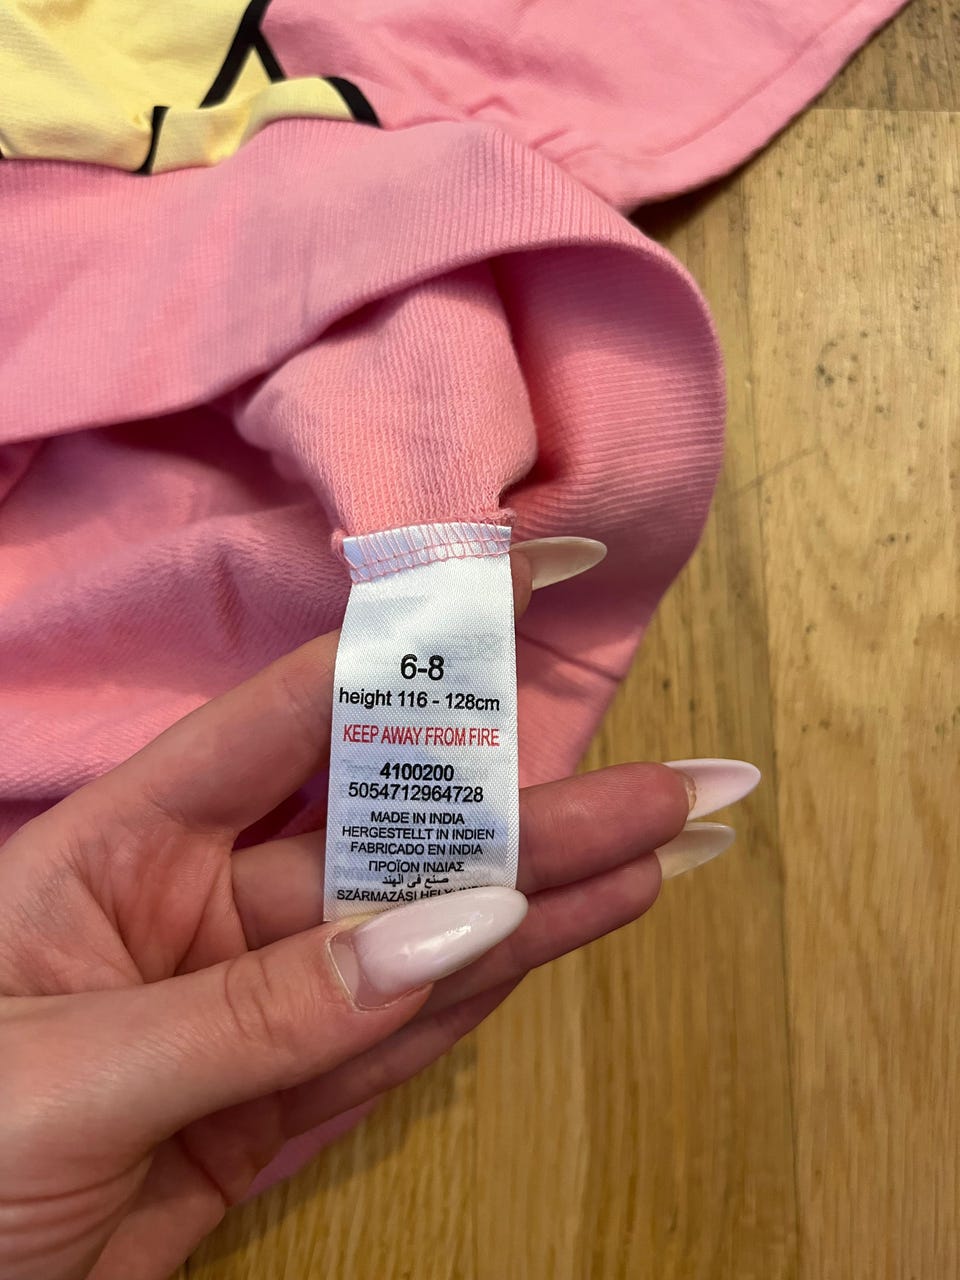 6-8
height 116 - 128cm
KEEP AWAY FROM FIRE
4100200
5054712964728
MADE IN INDIA
HERGESTELLT IN INDIEN
FABRICADO EN INDIA
ΠΡΟΪΟΝ ΙΝΔΙΑΣ
صنع في الهند
SZÁRMAZÁSI